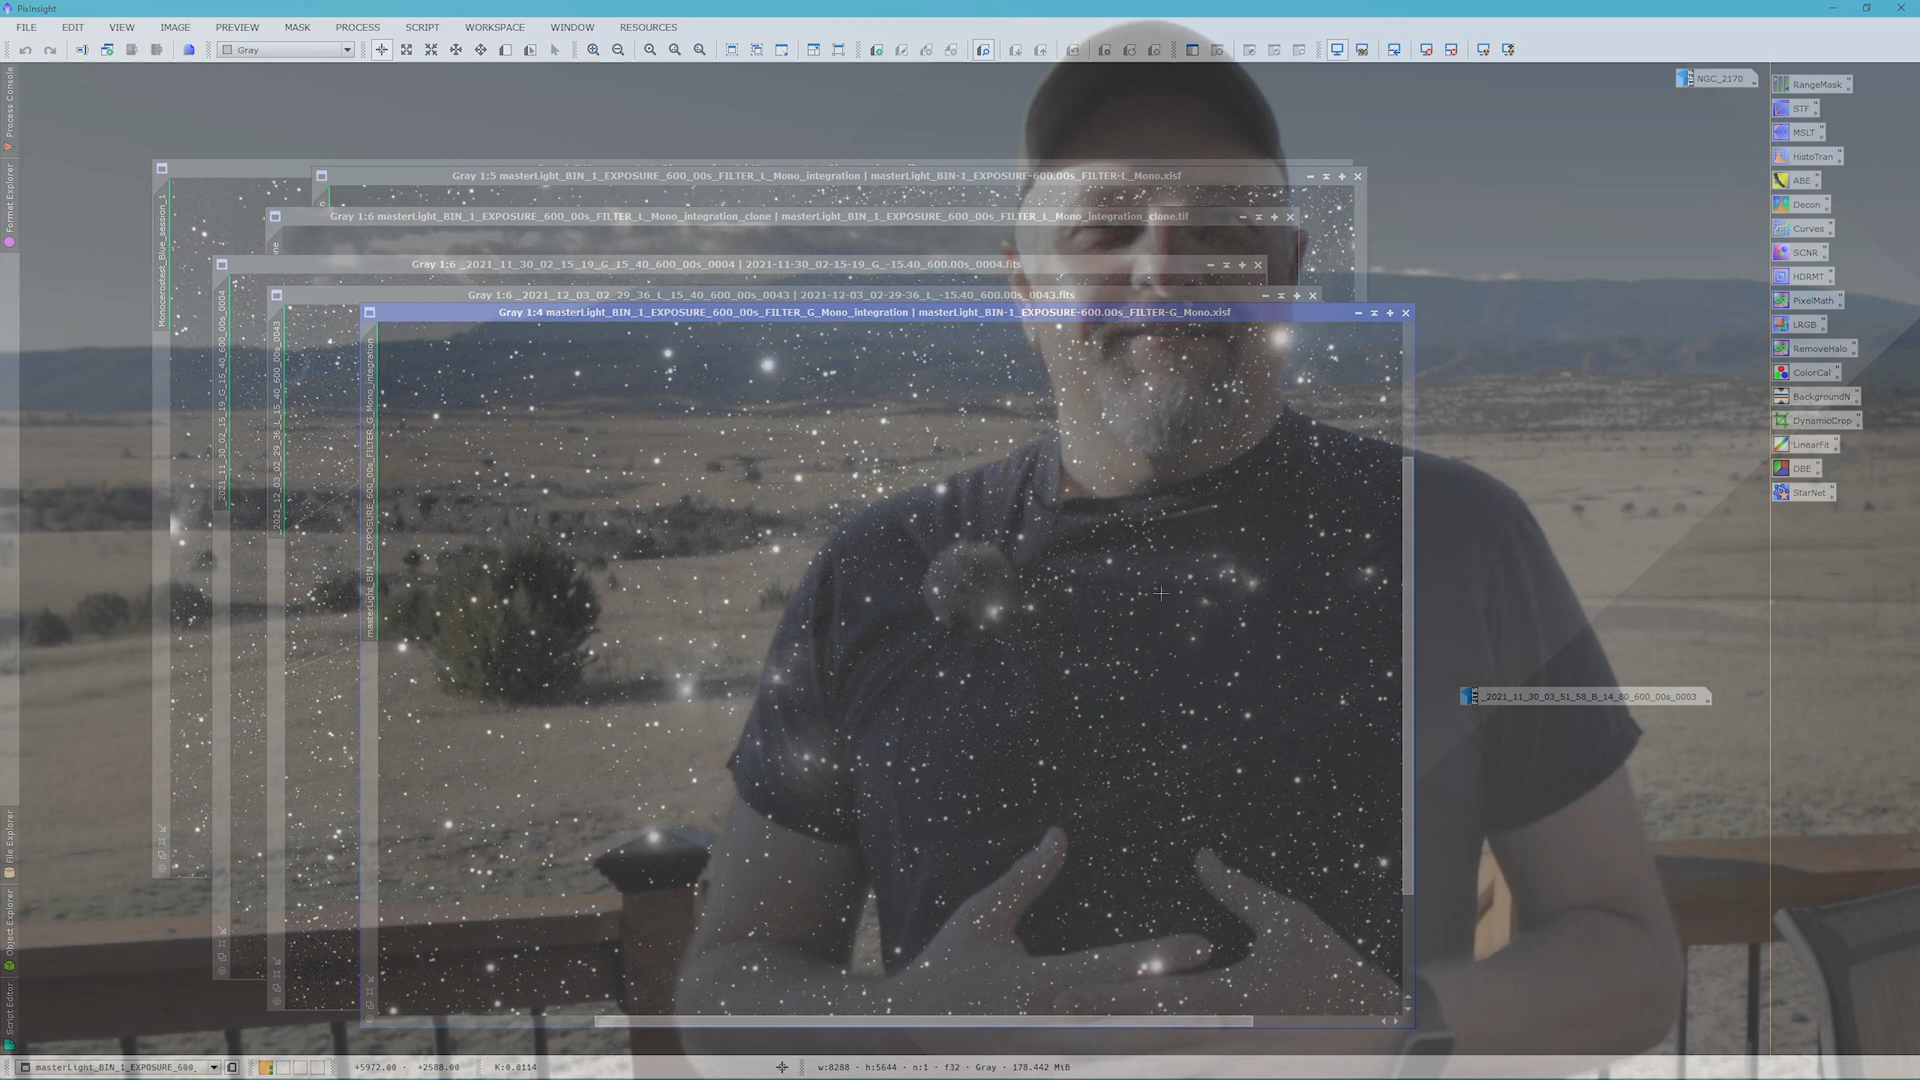 PixInsight
FILE EDIT VIEW IMAGE PREVIEW MASK PROCESS SCRIPT WORKSPACE WINDOW RESOURCES
Gray
Process Console
Format Explorer
File Explorer
Object Explorer
Script Editor
NGC_2170
RangeMask
STF
MSLT
HistoTran
ABE
Decon
Curves
SCNR
HDRMT
PixelMath
LRGB
RemoveHalo
ColorCal
BackgroundN
DynamicCrop
LinearFit
DBE
StarNet
Monocerostest_Blue_session_1
Gray 1:5 masterLight_BIN_1_EXPOSURE_600_00s_FILTER_L_Mono_integration | masterLight_BIN-1_EXPOSURE-600.00s_FILTER-L_Mono.xisf
Gray 1:6 masterLight_BIN_1_EXPOSURE_600_00s_FILTER_L_Mono_integration_clone | masterLight_BIN_1_EXPOSURE_600_00s_FILTER_L_Mono_integration_clone.tif
Gray 1:6 _2021_11_30_02_15_19_G_15_40_600_00s_0004 | 2021-11-30_02-15-19_G_-15.40_600.00s_0004.fits
_2021_11_30_02_15_19_G_15_40_600_00s_0004
Gray 1:6 _2021_12_03_02_29_36_L_15_40_600_00s_0043 | 2021-12-03_02-29-36_L_-15.40_600.00s_0043.fits
_2021_12_03_02_29_36_L_15_40_600_00s_0043
Gray 1:4 masterLight_BIN_1_EXPOSURE_600_00s_FILTER_G_Mono_integration | masterLight_BIN-1_EXPOSURE-600.00s_FILTER-G_Mono.xisf
masterLight_BIN_1_EXPOSURE_600_00s_FILTER_G_Mono_integration
_2021_11_30_03_51_58_B_14_80_600_00s_0003
masterLight_BIN_1_EXPOSURE_600_ +5972.00 · +2588.00 K:0.0114 w:8288 · h:5644 · n:1 · f32 · Gray · 178.442 MiB